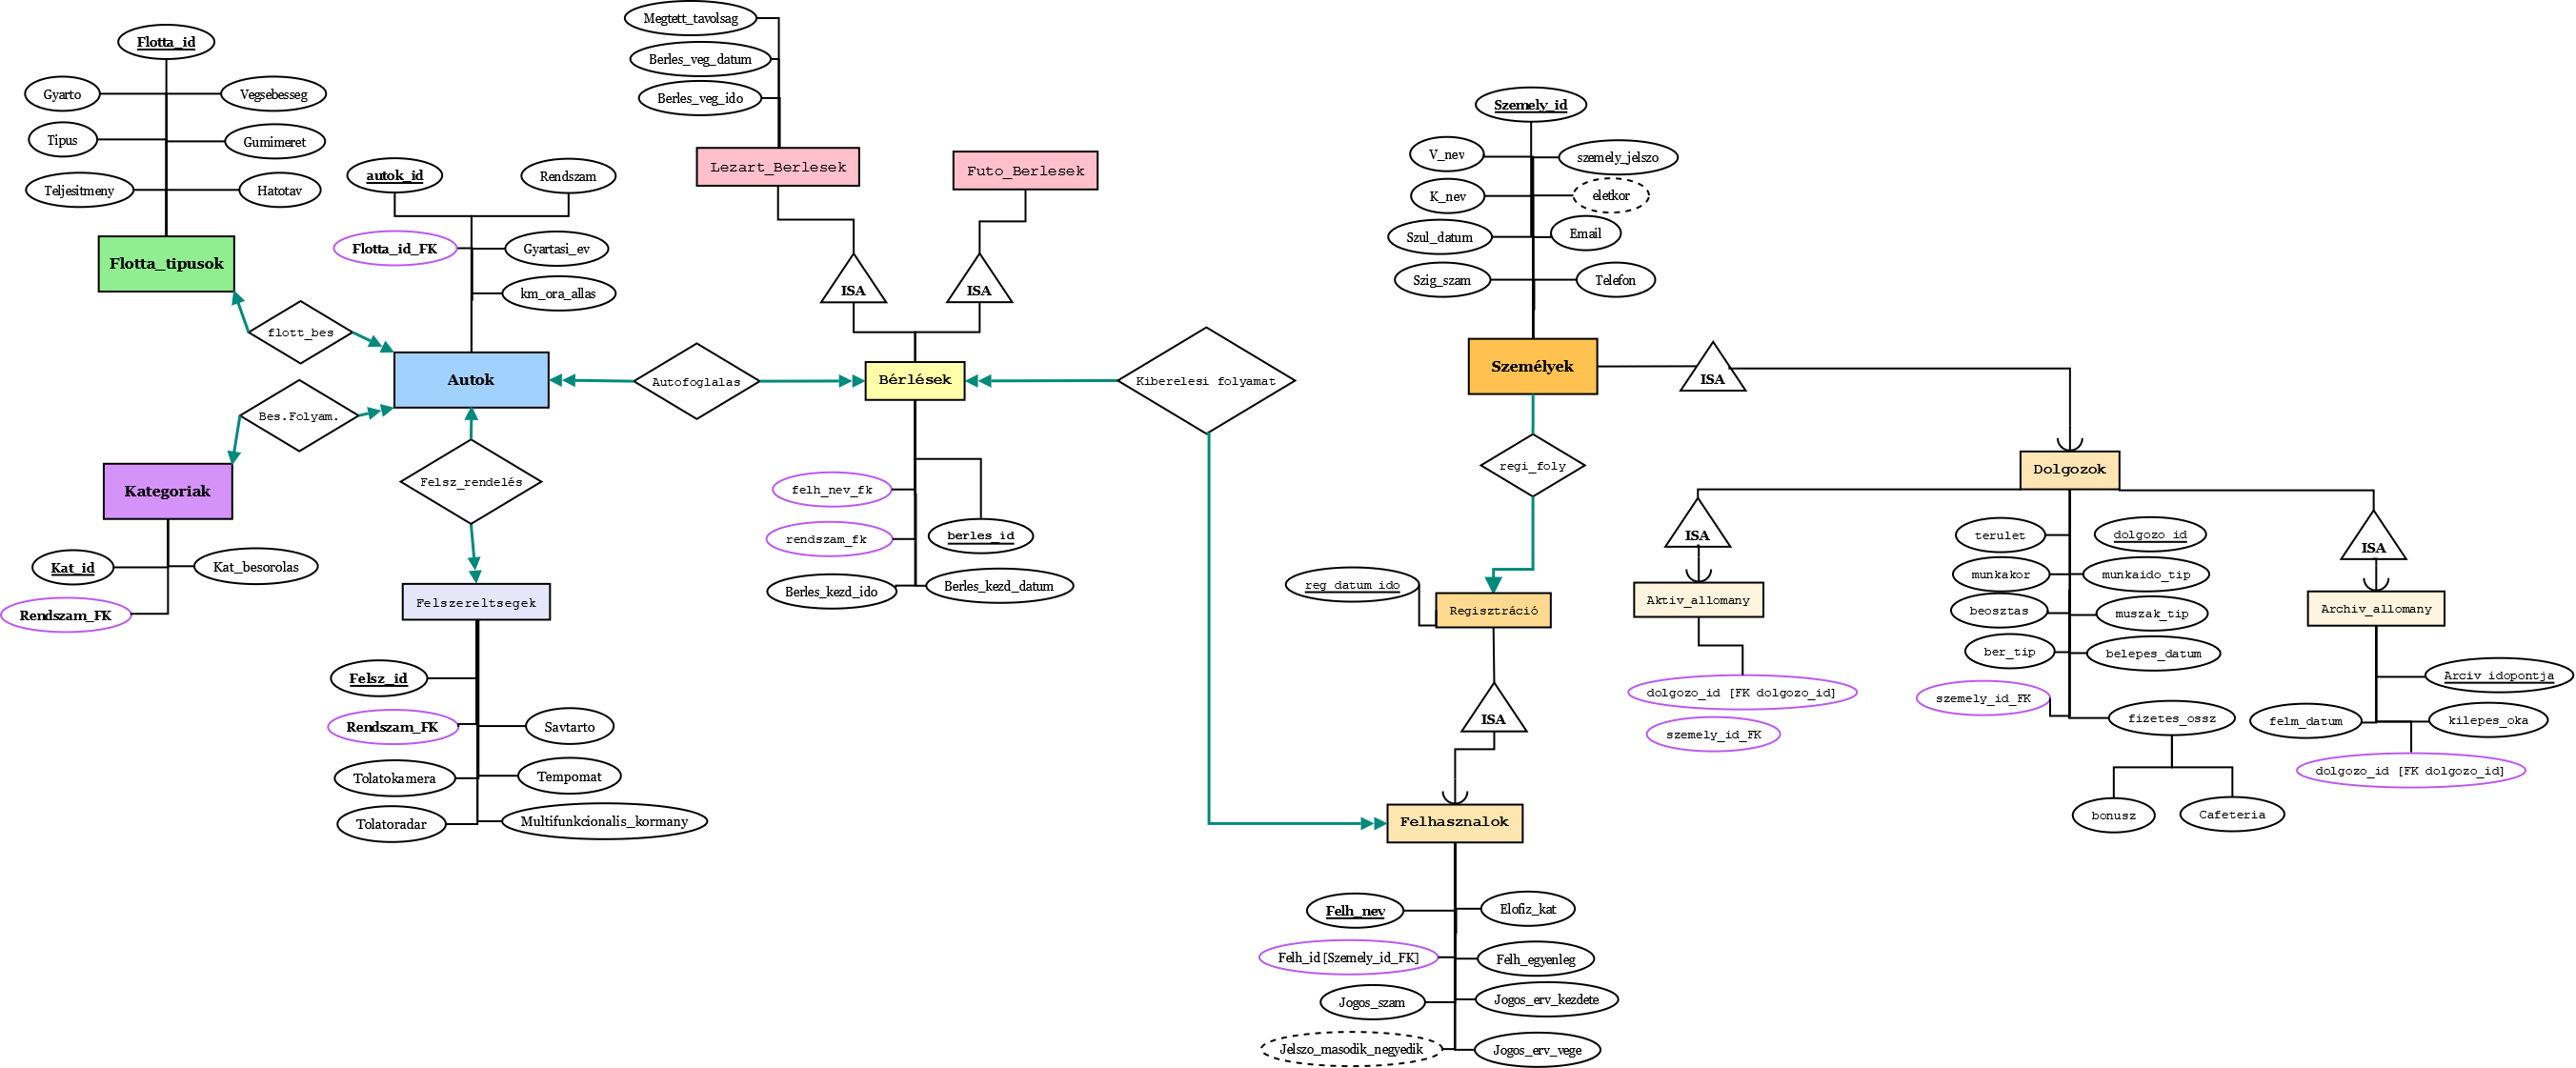 Flotta_id
Gyarto
Vegsebesseg
Tipus
Gumimeret
Teljesitmeny
Hatotav
Flotta_tipusok
flott_bes
Bes.Folyam.
Kategoriak
Kat_id
Kat_besorolas
Rendszam_FK
autok_id
Rendszam
Flotta_id_FK
Gyartasi_ev
km_ora_allas
Autok
Felsz_rendelés
Felszereltsegek
Felsz_id
Rendszam_FK
Savtarto
Tolatokamera
Tempomat
Tolatoradar
Multifunkcionalis_kormany
Autofoglalas
Megtett_tavolsag
Berles_veg_datum
Berles_veg_ido
Lezart_Berlesek
Futo_Berlesek
ISA
ISA
Bérlések
felh_nev_fk
rendszam_fk
berles_id
Berles_kezd_ido
Berles_kezd_datum
Kiberelesi folyamat
Szemely_id
V_nev
szemely_jelszo
K_nev
eletkor
Szul_datum
Email
Szig_szam
Telefon
Személyek
ISA
regi_foly
reg_datum_ido
Regisztráció
ISA
Felhasznalok
Felh_nev
Elofiz_kat
Felh_id [Szemely_id_FK]
Felh_egyenleg
Jogos_szam
Jogos_erv_kezdete
Jelszo_masodik_negyedik
Jogos_erv_vege
Dolgozok
ISA
Aktiv_allomany
dolgozo_id [FK dolgozo_id]
szemely_id_FK
terulet
dolgozo_id
munkakor
munkaido_tip
beosztas
muszak_tip
ber_tip
belepes_datum
szemely_id_FK
fizetes_ossz
bonusz
Cafeteria
ISA
Archiv_allomany
Arciv_idopontja
felm_datum
kilepes_oka
dolgozo_id [FK dolgozo_id]